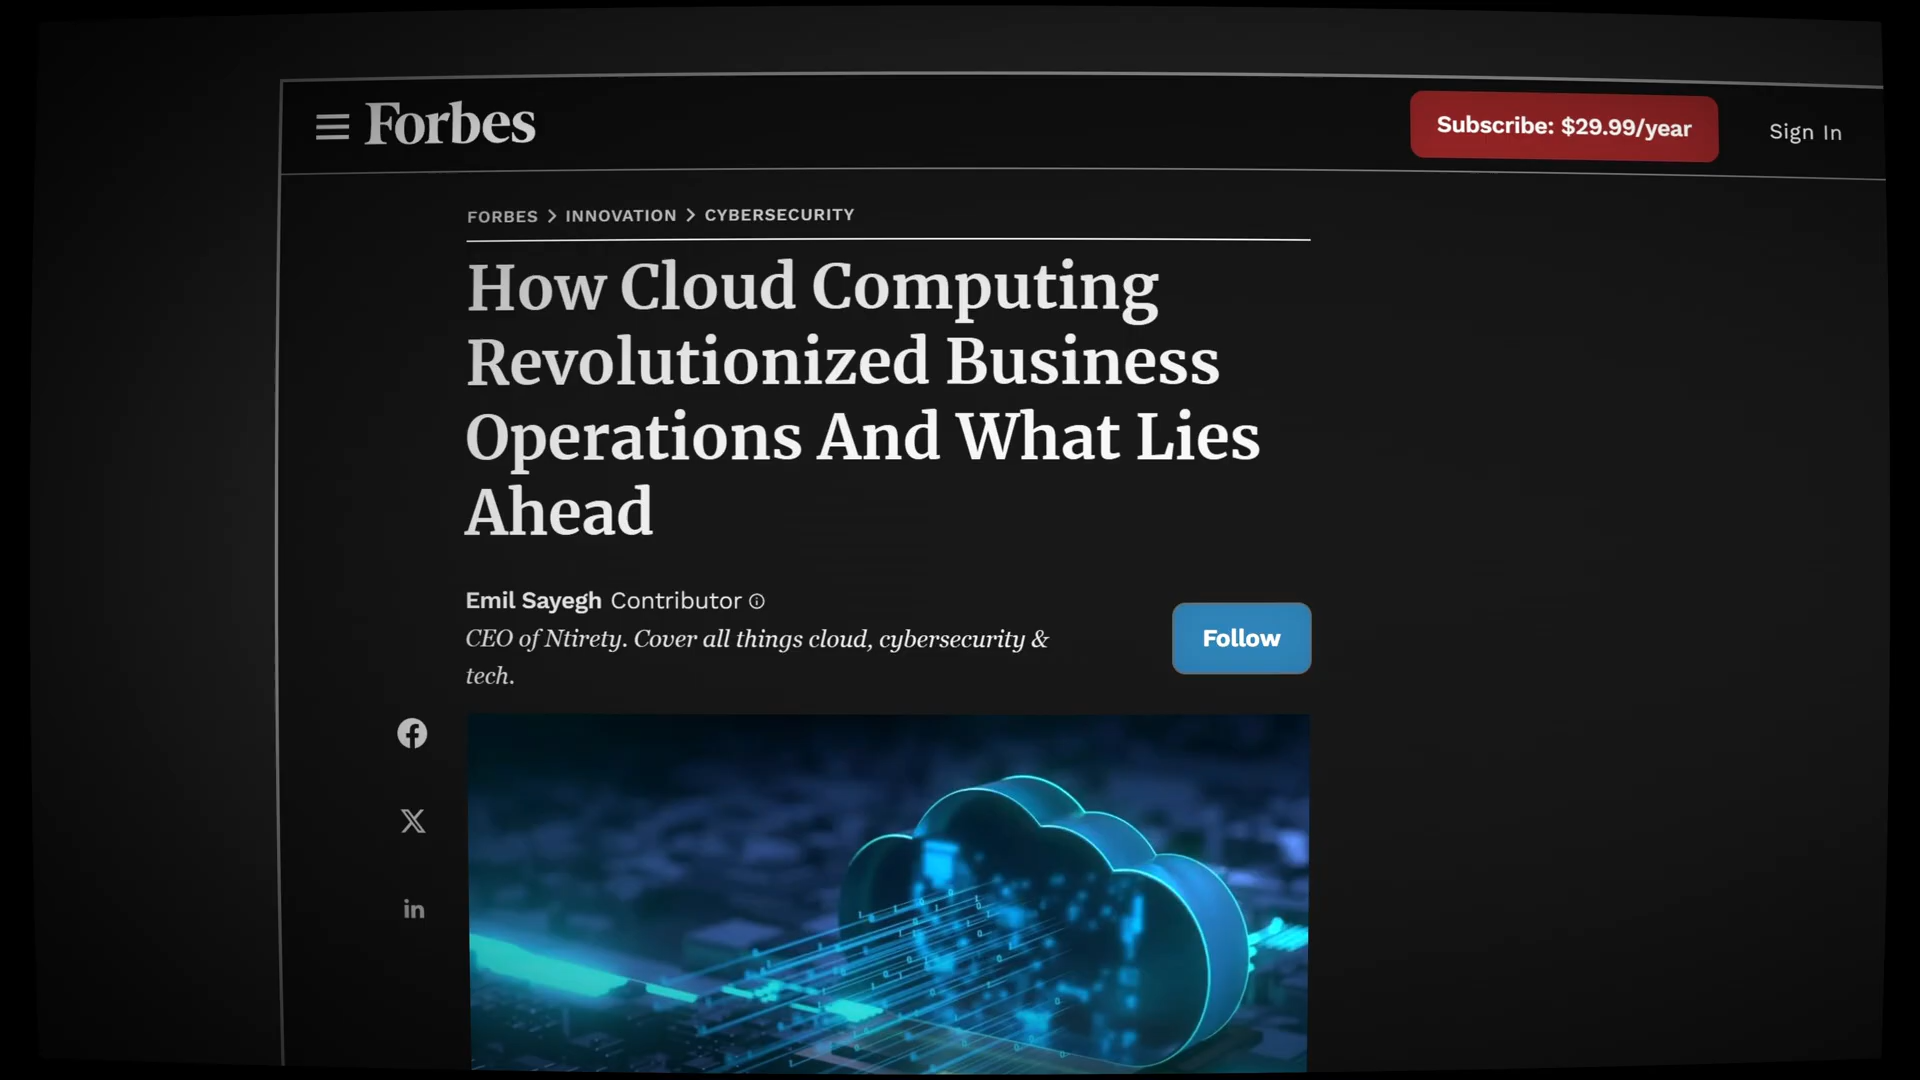 Forbes
Subscribe: $29.99/year
Sign In
FORBES > INNOVATION > CYBERSECURITY
How Cloud Computing
Revolutionized Business
Operations And What Lies
Ahead
Emil Sayegh Contributor
CEO of Ntirety. Cover all things cloud, cybersecurity &
tech.
Follow